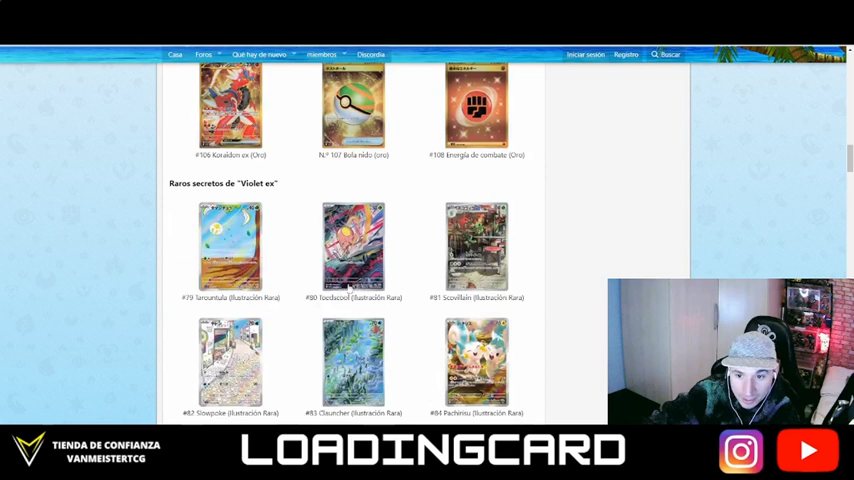 Casa Foros Qué hay de nuevo miembros Discordia Iniciar sesión Registro Buscar
#106 Koraidon ex (Oro) N.º 107 Bola nido (oro) #108 Energía de combate (Oro)
Raros secretos de "Violet ex"
#79 Tarountula (Ilustración Rara) #80 Toedscool (Ilustración Rara) #81 Scovillain (Ilustración Rara)
#82 Slowpoke (Ilustración Rara) #83 Clauncher (Ilustración Rara) #84 Pachirisu (Ilustración Rara)
TIENDA DE CONFIANZA
VANMEISTERTCG
LOADINGCARD